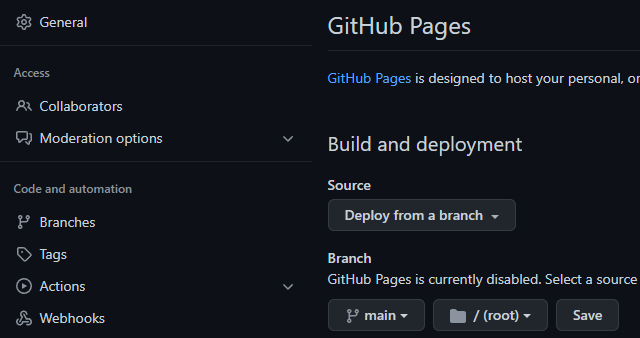 General
Access
Collaborators
Moderation options
Code and automation
Branches
Tags
Actions
Webhooks
GitHub Pages
GitHub Pages is designed to host your personal, or
Build and deployment
Source
Deploy from a branch
Branch
GitHub Pages is currently disabled. Select a source
main
/ (root)
Save